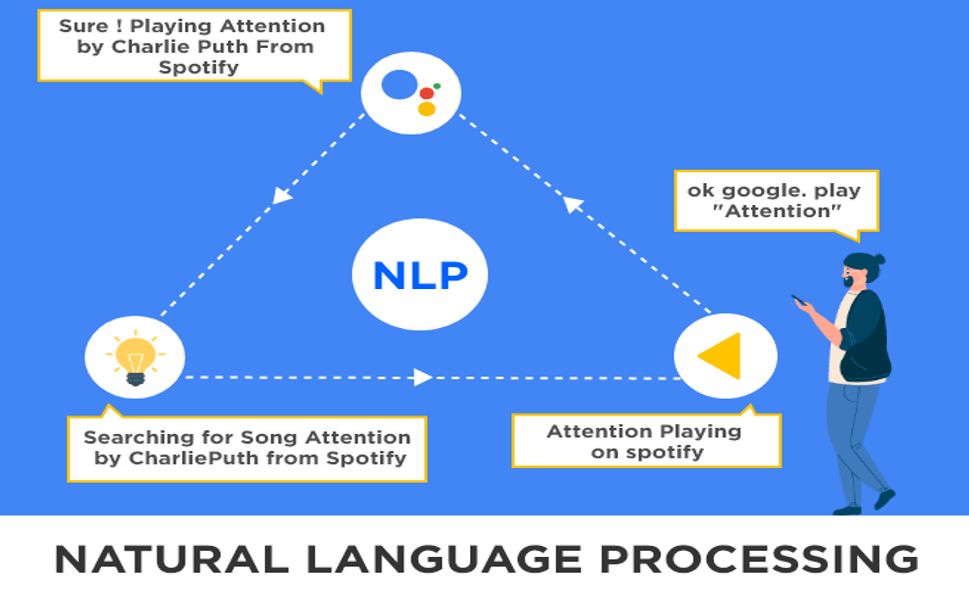 Sure ! Playing Attention
by Charlie Puth From
Spotify
ok google. play
"Attention"
NLP
Searching for Song Attention
by CharliePuth from Spotify
Attention Playing
on spotify
NATURAL LANGUAGE PROCESSING